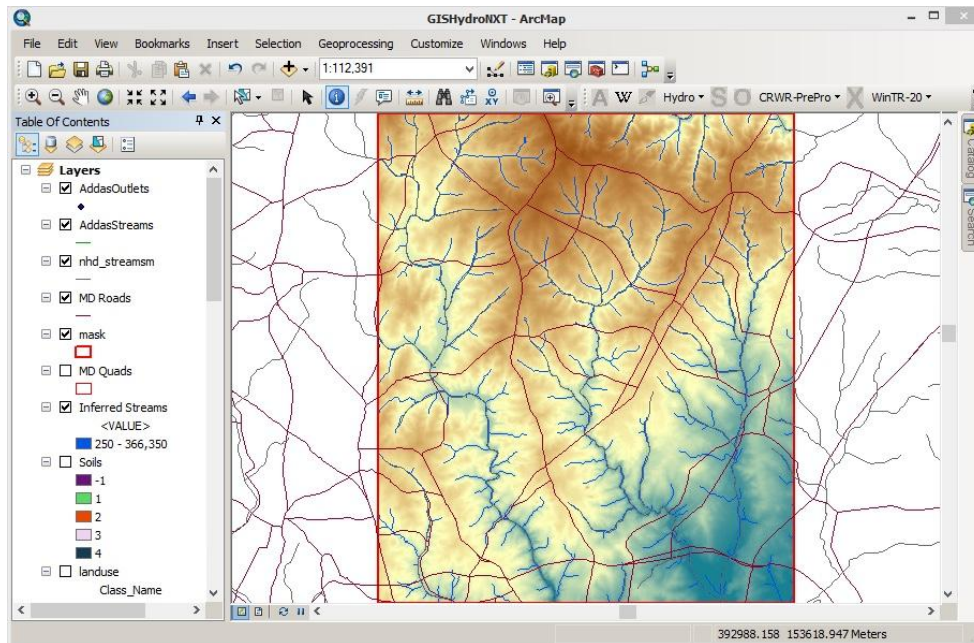 GISHydroNXT - ArcMap
File Edit View Bookmarks Insert Selection Geoprocessing Customize Windows Help
1:112,391
A W Hydro S O CRWR-PrePro X WinTR-20
Table Of Contents
Catalog
Search
Layers
AddasOutlets
AddasStreams
nhd_streamsm
MD Roads
mask
MD Quads
Inferred Streams
<VALUE>
250 - 366,350
Soils
-1
1
2
3
4
landuse
Class_Name
392988.158 153618.947 Meters